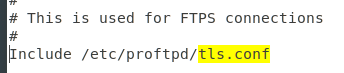 #
# This is used for FTPS connections
#
Include /etc/proftpd/tls.conf